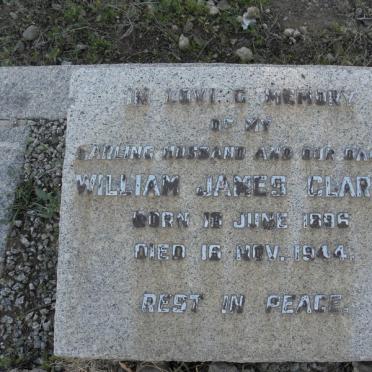 IN LOVING MEMORY
OF MY
DARLING HUSBAND AND OUR DA
WILLIAM JAMES CLAR
BORN 18 JUNE 1896
DIED 16 NOV. 1944.
REST IN PEACE.